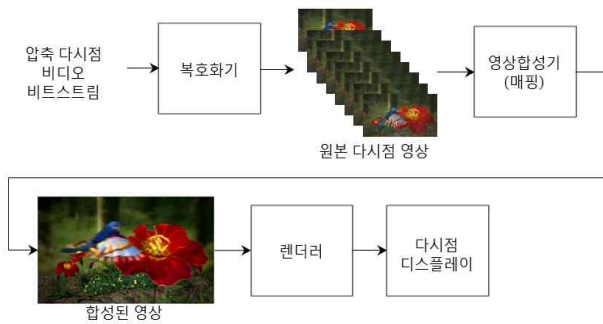 압축 다시점
비디오
비트스트림
복호화기
원본 다시점 영상
영상합성기
(매핑)
합성된 영상
렌더러
다시점
디스플레이